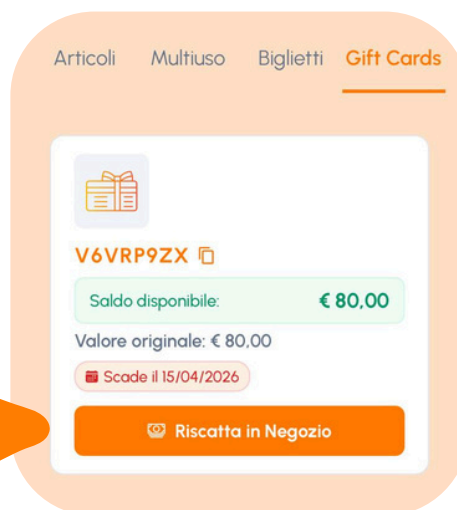 Articoli Multiuso Biglietti Gift Cards
V6VRP9ZX
Saldo disponibile: € 80,00
Valore originale: € 80,00
Scade il 15/04/2026
Riscatta in Negozio